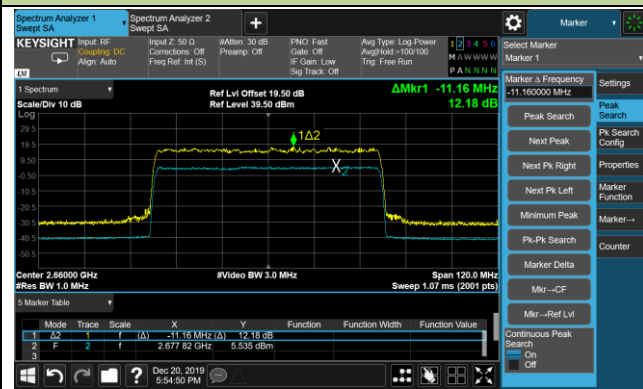 Spectrum Analyzer 1
Swept SA
Spectrum Analyzer 2
Swept SA
+
Marker
KEYSIGHT
Input: RF
Coupling: DC
Align: Auto
Input Z: 50 Ω
Corrections: Off
Freq Ref: Int (S)
#Atten: 30 dB
Preamp: Off
PNO: Fast
Gate: Off
IF Gain: Low
Sig Track: Off
Avg Type: Log-Power
Avg|Hold:>100/100
Trig: Free Run
1 2 3 4 5 6
M A W W W W
P A N N N N
LXI
Select Marker
Marker 1
1 Spectrum
Scale/Div 10 dB
Log
Ref Lvl Offset 19.50 dB
Ref Level 39.50 dBm
ΔMkr1 -11.16 MHz
12.18 dB
29.5
19.5
9.50
-0.500
-10.5
-20.5
-30.5
-40.5
-50.5
1Δ2
X2
Center 2.66000 GHz
#Res BW 1.0 MHz
#Video BW 3.0 MHz
Span 120.0 MHz
Sweep 1.07 ms (2001 pts)
5 Marker Table
Mode Trace Scale X Y Function Function Width Function Value
1 Δ2 1 f (Δ) -11.16 MHz (Δ) 12.18 dB
2 F 2 f 2.677 82 GHz 5.535 dBm
3
Marker Δ Frequency
-11.160000 MHz
Peak Search
Next Peak
Next Pk Right
Next Pk Left
Minimum Peak
Pk-Pk Search
Marker Delta
Mkr→CF
Mkr→Ref Lvl
Continuous Peak Search
On
Off
Settings
Peak Search
Pk Search Config
Properties
Marker Function
Marker→
Counter
?
Dec 20, 2019
5:54:50 PM